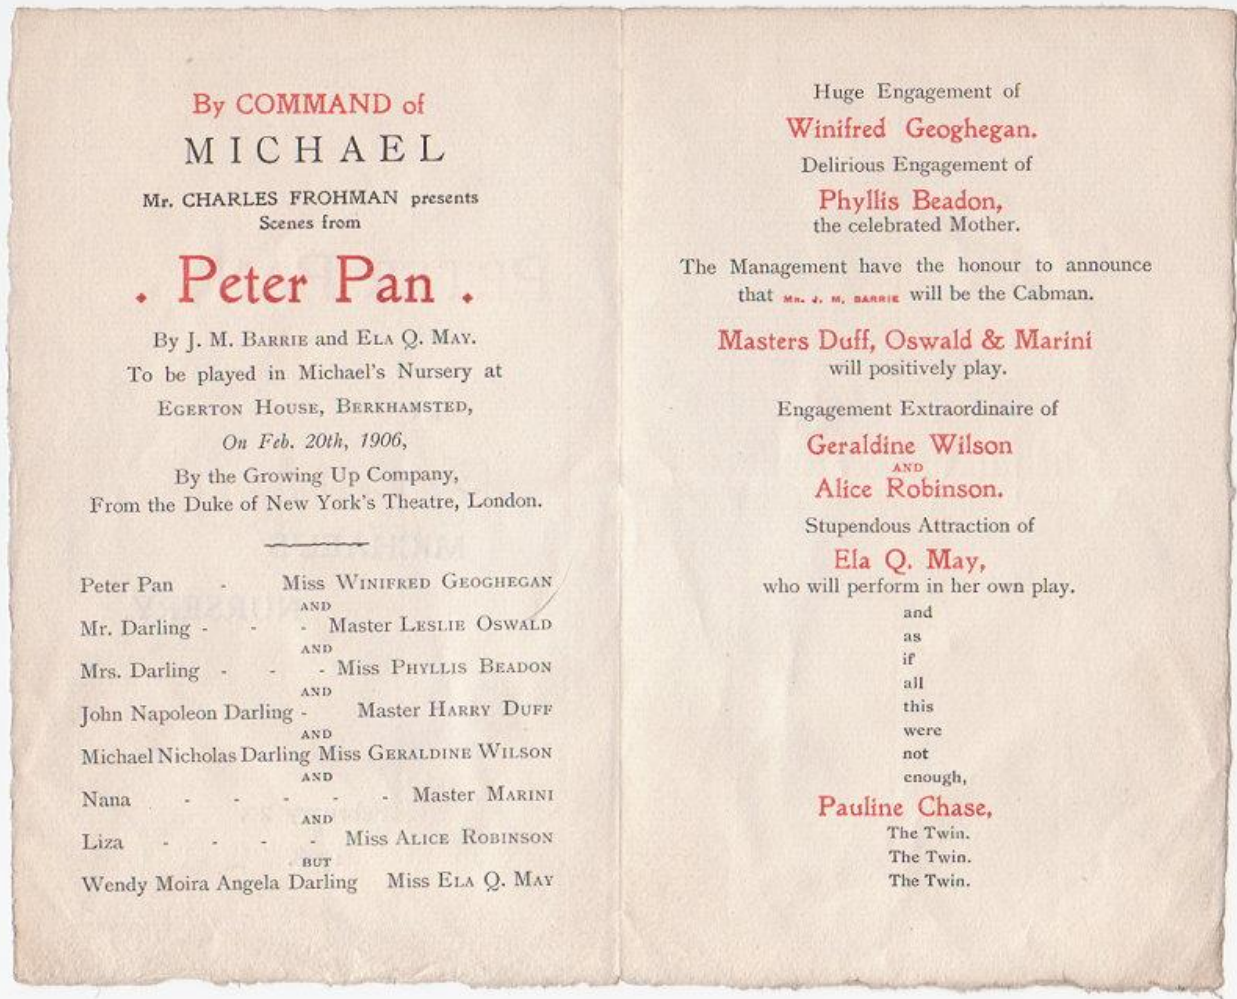 By COMMAND of
MICHAEL
Mr. CHARLES FROHMAN presents
Scenes from
. Peter Pan .
By J. M. BARRIE and ELA Q. MAY.
To be played in Michael's Nursery at
EGERTON HOUSE, BERKHAMSTED,
On Feb. 20th, 1906,
By the Growing Up Company,
From the Duke of New York's Theatre, London.
Peter Pan - Miss WINIFRED GEOGHEGAN
AND
Mr. Darling - - - Master LESLIE OSWALD
AND
Mrs. Darling - - - Miss PHYLLIS BEADON
AND
John Napoleon Darling - Master HARRY DUFF
AND
Michael Nicholas Darling Miss GERALDINE WILSON
AND
Nana - - - - - Master MARINI
AND
Liza - - - - Miss ALICE ROBINSON
BUT
Wendy Moira Angela Darling Miss ELA Q. MAY
Huge Engagement of
Winifred Geoghegan.
Delirious Engagement of
Phyllis Beadon,
the celebrated Mother.
The Management have the honour to announce
that MR. J. M. BARRIE will be the Cabman.
Masters Duff, Oswald & Marini
will positively play.
Engagement Extraordinaire of
Geraldine Wilson
AND
Alice Robinson.
Stupendous Attraction of
Ela Q. May,
who will perform in her own play.
and
as
if
all
this
were
not
enough,
Pauline Chase,
The Twin.
The Twin.
The Twin.